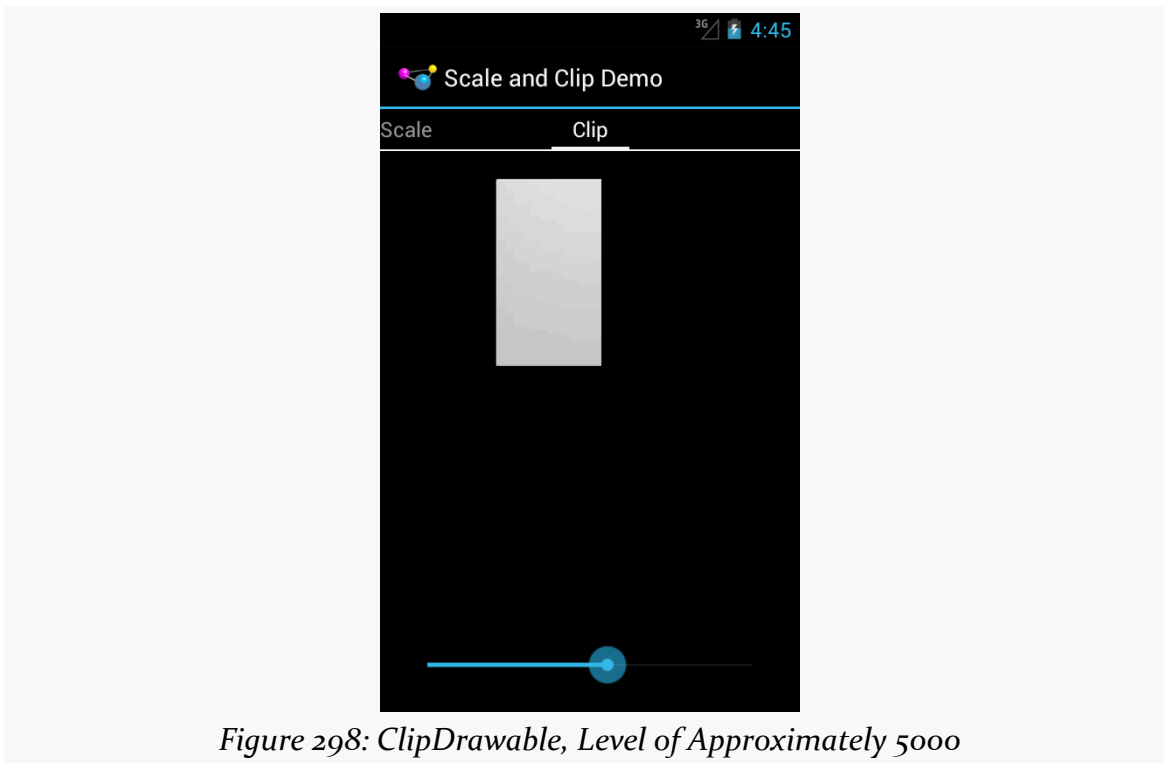 3G 4:45
Scale and Clip Demo
Scale Clip
Figure 298: ClipDrawable, Level of Approximately 5000